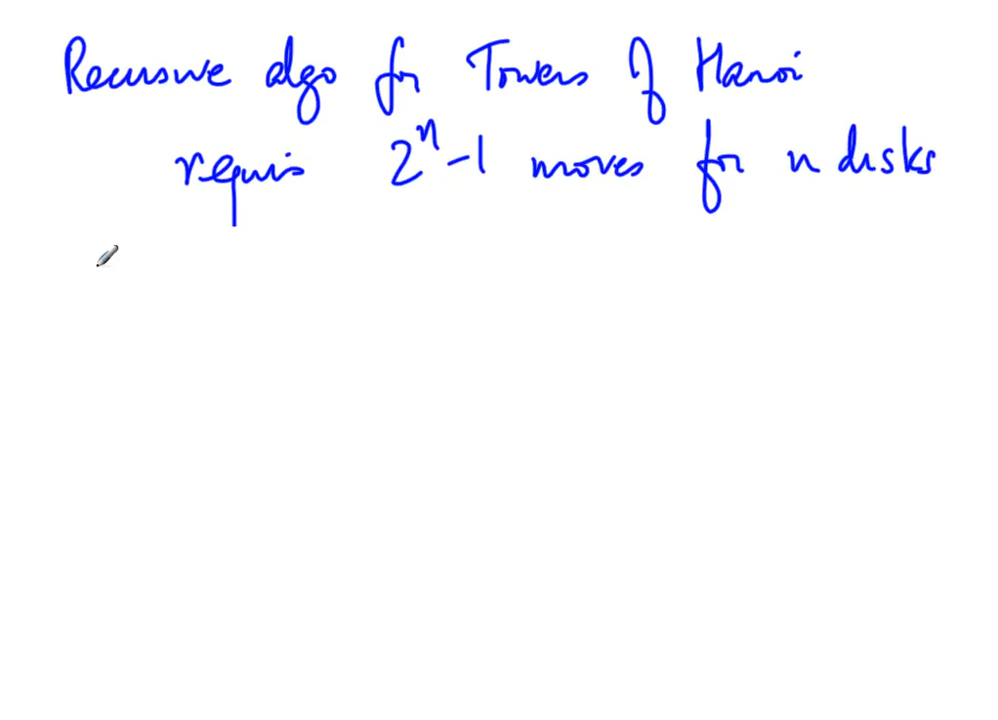 Recursive algo for Towers of Hanoi
requires 2^n-1 moves for n disks